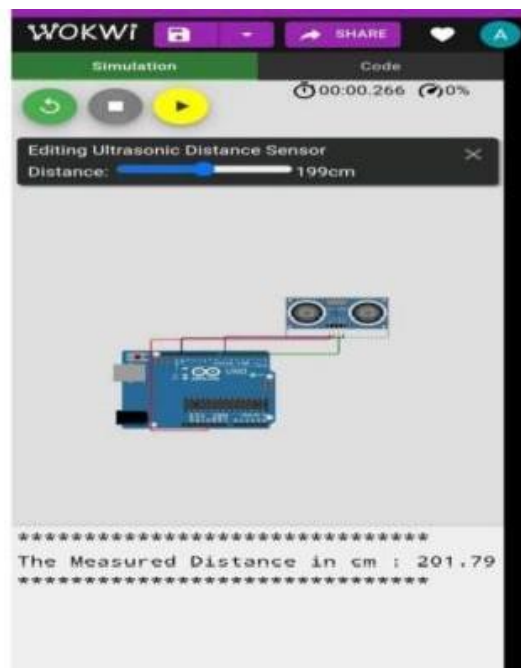 WOKWI SHARE A
Simulation Code
00:00.266 0%
Editing Ultrasonic Distance Sensor
Distance: 199cm
UNO
*******************************
The Measured Distance in cm : 201.79
*******************************